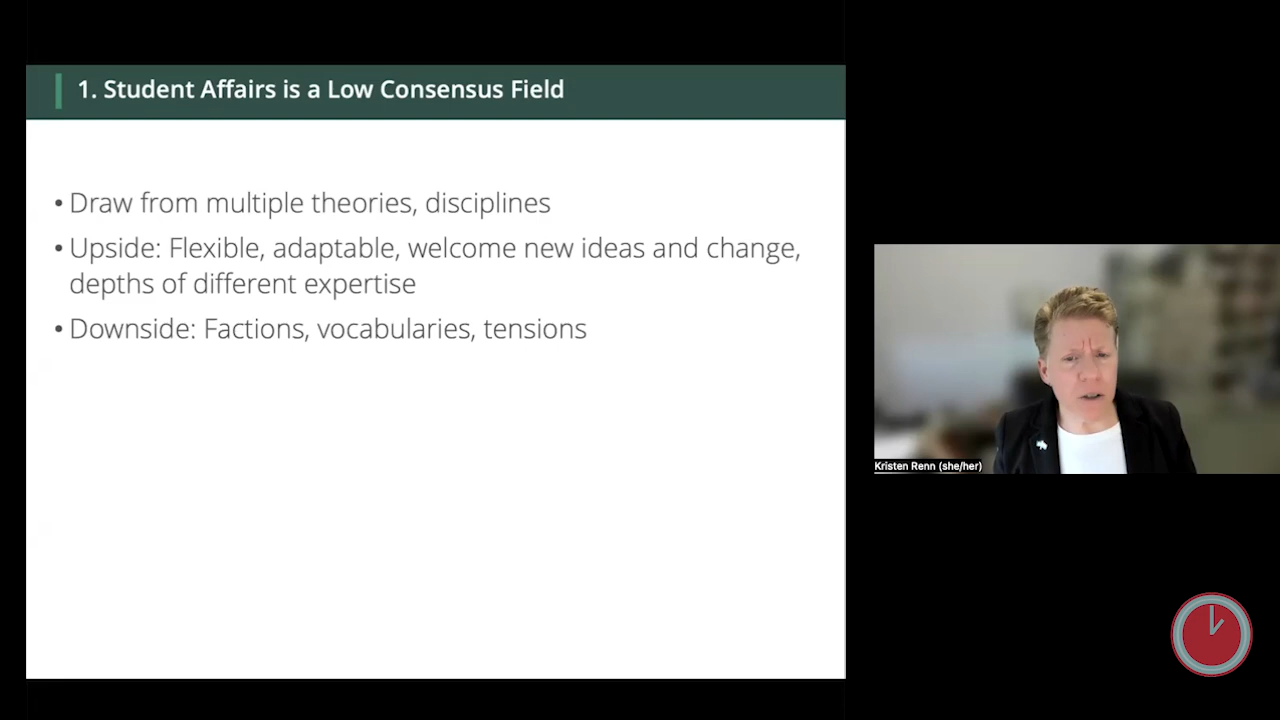 1. Student Affairs is a Low Consensus Field
• Draw from multiple theories, disciplines
• Upside: Flexible, adaptable, welcome new ideas and change,
depths of different expertise
• Downside: Factions, vocabularies, tensions
Kristen Renn (she/her)